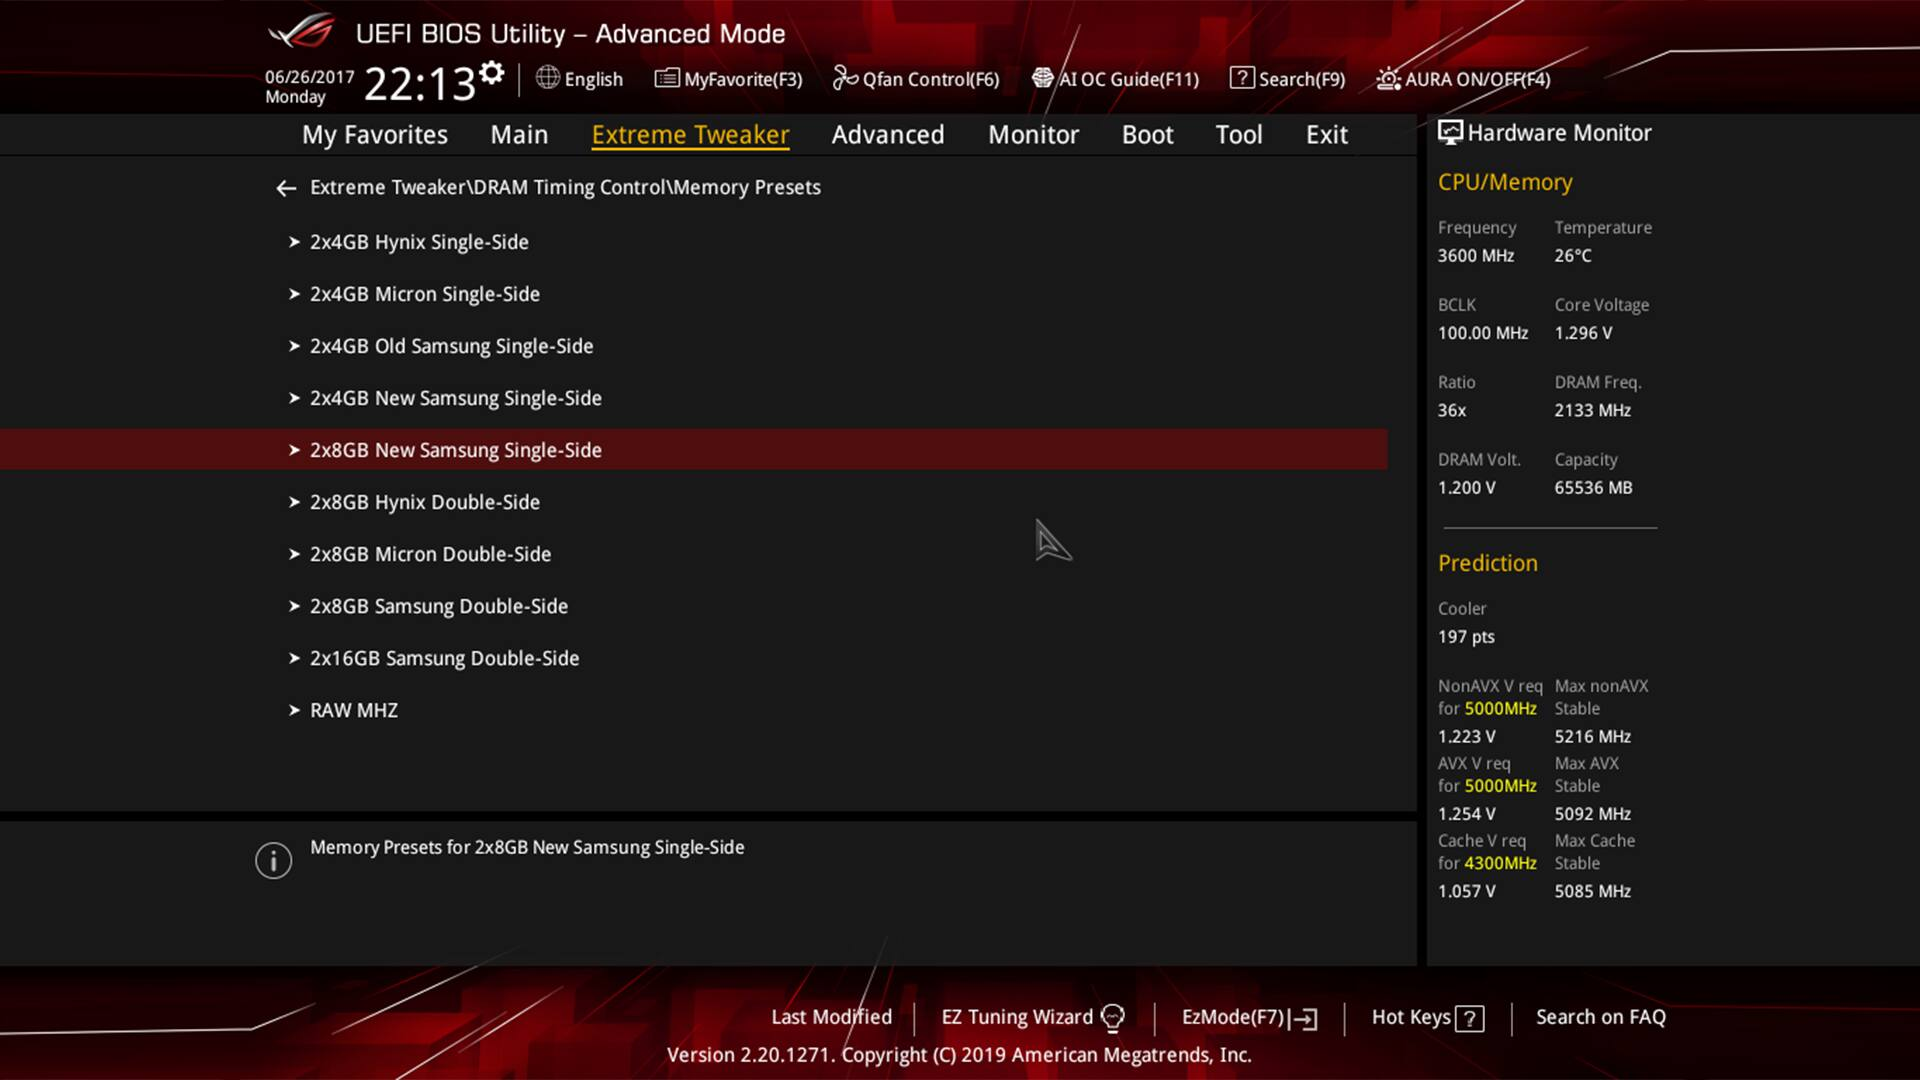 UEFI BIOS Utility – Advanced Mode
06/26/2017
Monday
22:13
English
MyFavorite(F3)
Qfan Control(F6)
AI OC Guide(F11)
Search(F9)
AURA ON/OFF(F4)
My Favorites
Main
Extreme Tweaker
Advanced
Monitor
Boot
Tool
Exit
Extreme Tweaker\DRAM Timing Control\Memory Presets
2x4GB Hynix Single-Side
2x4GB Micron Single-Side
2x4GB Old Samsung Single-Side
2x4GB New Samsung Single-Side
2x8GB New Samsung Single-Side
2x8GB Hynix Double-Side
2x8GB Micron Double-Side
2x8GB Samsung Double-Side
2x16GB Samsung Double-Side
RAW MHZ
Memory Presets for 2x8GB New Samsung Single-Side
Hardware Monitor
CPU/Memory
Frequency Temperature
3600 MHz 26°C
BCLK Core Voltage
100.00 MHz 1.296 V
Ratio DRAM Freq.
36x 2133 MHz
DRAM Volt. Capacity
1.200 V 65536 MB
Prediction
Cooler
197 pts
NonAVX V req Max nonAVX
for 5000MHz Stable
1.223 V 5216 MHz
AVX V req Max AVX
for 5000MHz Stable
1.254 V 5092 MHz
Cache V req Max Cache
for 4300MHz Stable
1.057 V 5085 MHz
Last Modified
EZ Tuning Wizard
EzMode(F7)
Hot Keys ?
Search on FAQ
Version 2.20.1271. Copyright (C) 2019 American Megatrends, Inc.